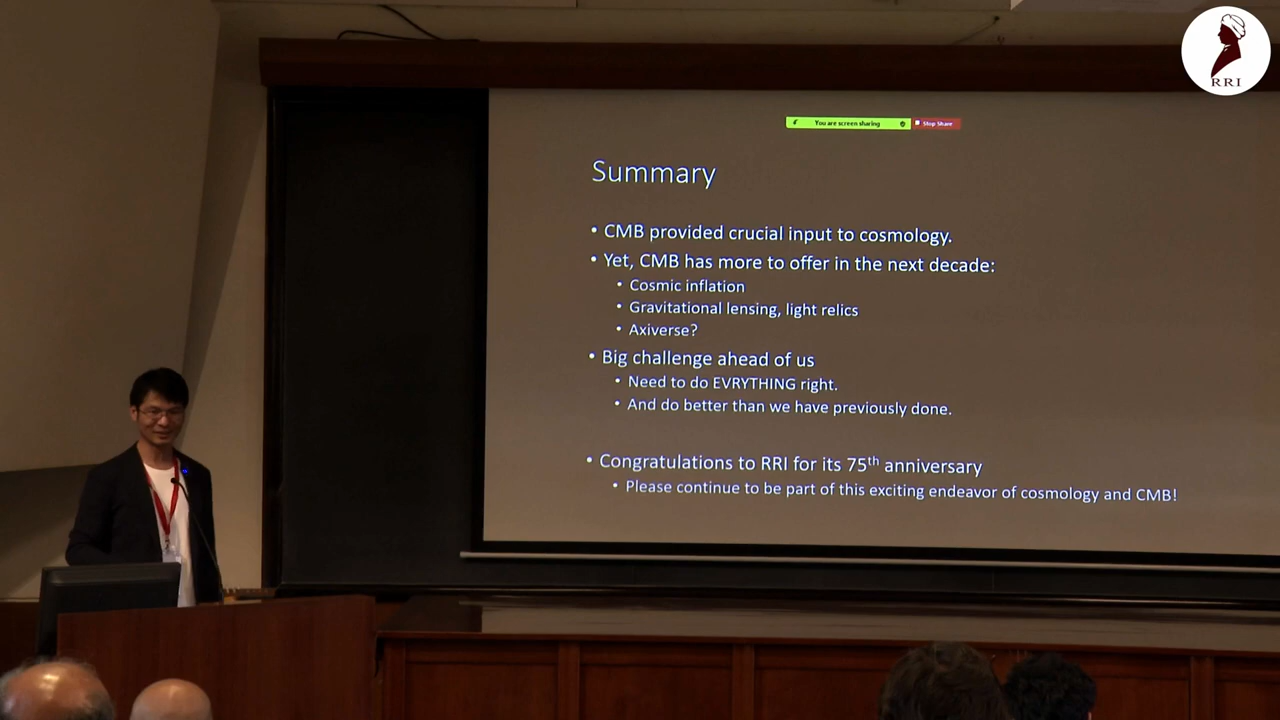 RRI
You are screen sharing
Stop Share
Summary
• CMB provided crucial input to cosmology.
• Yet, CMB has more to offer in the next decade:
• Cosmic inflation
• Gravitational lensing, light relics
• Axiverse?
• Big challenge ahead of us
• Need to do EVRYTHING right.
• And do better than we have previously done.
• Congratulations to RRI for its 75th anniversary
• Please continue to be part of this exciting endeavor of cosmology and CMB!